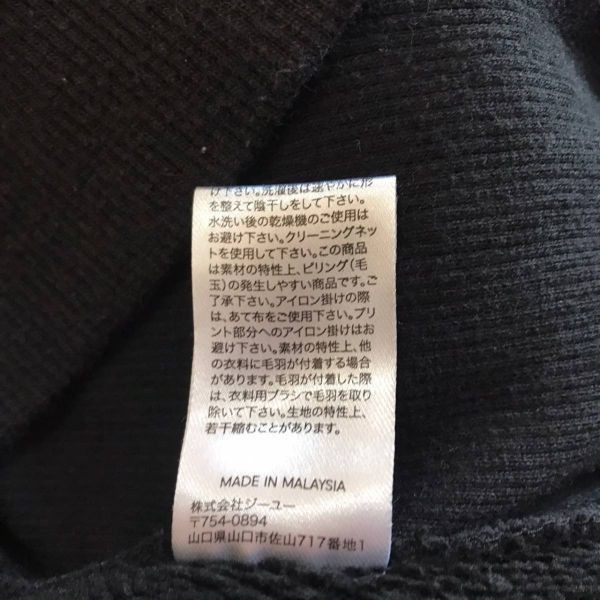 け下さい。洗濯後は速やかに形
を整えて陰干しをして下さい。
水洗い後の乾燥機のご使用は
お避け下さい。クリーニングネッ
トを使用して下さい。この商品
は素材の特性上、ピリング(毛
玉)の発生しやすい商品です。ご
了承下さい。アイロン掛けの際
は、あて布をご使用下さい。プリ
ント部分へのアイロン掛けはお
避け下さい。素材の特性上、他
の衣料に毛羽が付着する場合
があります。毛羽が付着した際
は、衣料用ブラシで毛羽を取り
除いて下さい。生地の特性上、
若干縮むことがあります。
MADE IN MALAYSIA
株式会社ジーユー
〒754-0894
山口県山口市佐山717番地1